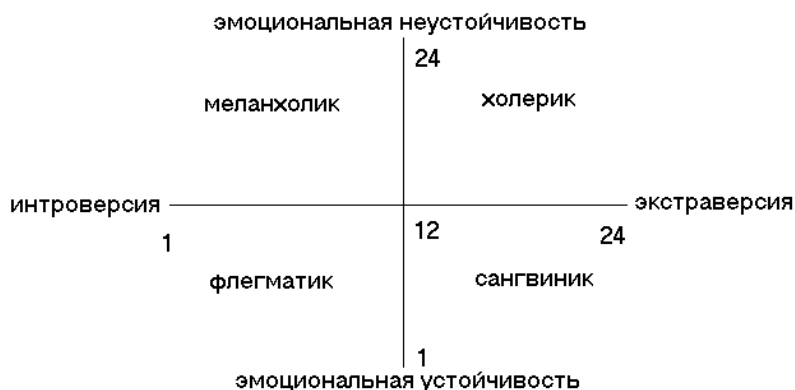 эмоциональная неустойчивость
24
меланхолик
холерик
интроверсия
экстраверсия
1
12
24
флегматик
сангвиник
1
эмоциональная устойчивость